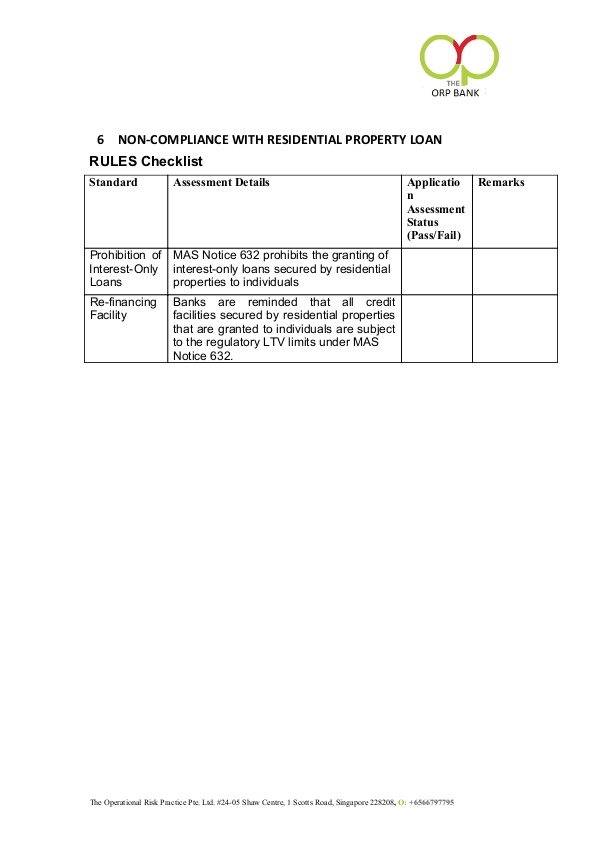 THE
ORP BANK
6 NON-COMPLIANCE WITH RESIDENTIAL PROPERTY LOAN
RULES Checklist
Standard
Assessment Details
Applicatio
n
Assessment
Status
(Pass/Fail)
Remarks
Prohibition of
Interest-Only
Loans
MAS Notice 632 prohibits the granting of
interest-only loans secured by residential
properties to individuals
Re-financing
Facility
Banks are reminded that all credit
facilities secured by residential properties
that are granted to individuals are subject
to the regulatory LTV limits under MAS
Notice 632.
The Operational Risk Practice Pte. Ltd. #24-05 Shaw Centre, 1 Scotts Road, Singapore 228208, O: +6566797795